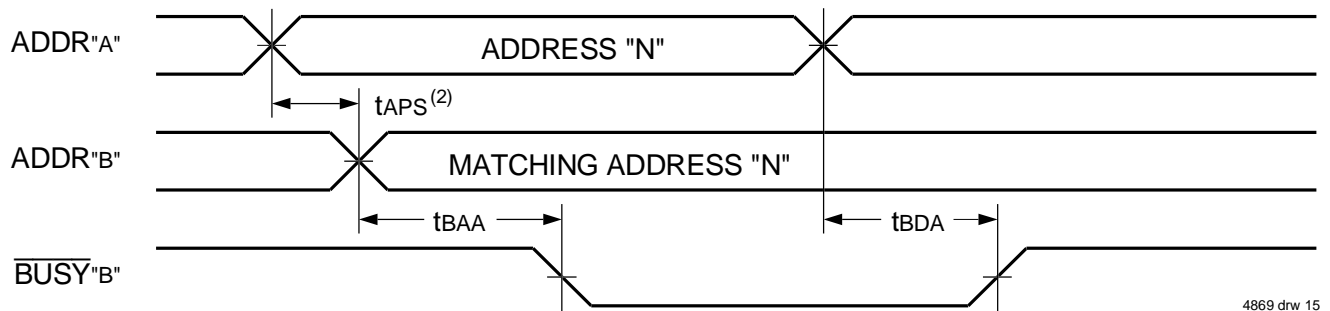 ADDR"A"
ADDRESS "N"
tAPS(2)
ADDR"B"
MATCHING ADDRESS "N"
tBAA
tBDA
BUSY"B"
4869 drw 15